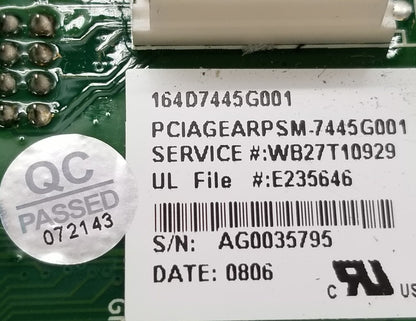 164D7445G001
PCIAGEARPSM-7445G001
SERVICE #:WB27T10929
UL File #:E235646
S/N: AG0035795
DATE: 0806
C US
QC
PASSED
072143